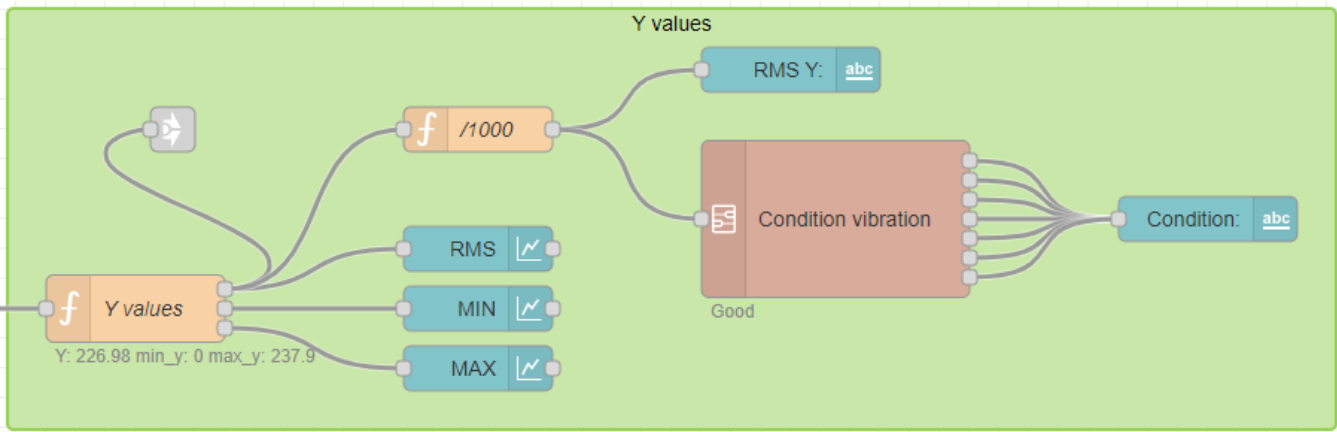 Y values
RMS Y:
abc
/1000
Condition vibration
Condition:
abc
RMS
Y values
MIN
Good
Y: 226.98 min_y: 0 max_y: 237.9
MAX